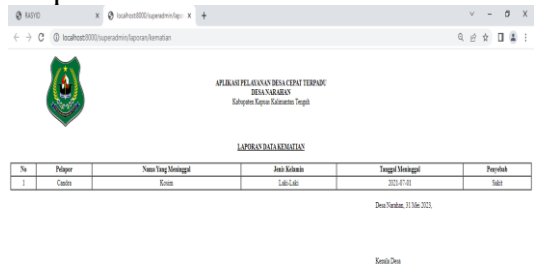 RASYID
localhost:8000/superadmin/lapo
localhost:8000/superadmin/laporan/kematian
APLIKASI PELAYANAN DESA CEPAT TERPADU
DESA NARAHAN
Kabupaten Kapuas Kalimantan Tengah
LAPORAN DATA KEMATIAN
No Pelapor Nama Yang Meninggal Jenis Kelamin Tanggal Meninggal Penyebab
1 Candra Kosim Laki-Laki 2021-07-01 Sakit
Desa Narahan, 31 Mei 2023,
Kepala Desa